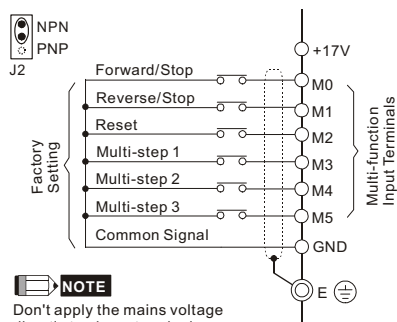 NPN
PNP
J2
+17V
Forward/Stop
M0
Reverse/Stop
M1
Reset
M2
Multi-step 1
M3
Multi-step 2
M4
Multi-step 3
M5
Common Signal
GND
Factory
Setting
Multi-function
Input Terminals
E
NOTE
Don't apply the mains voltage